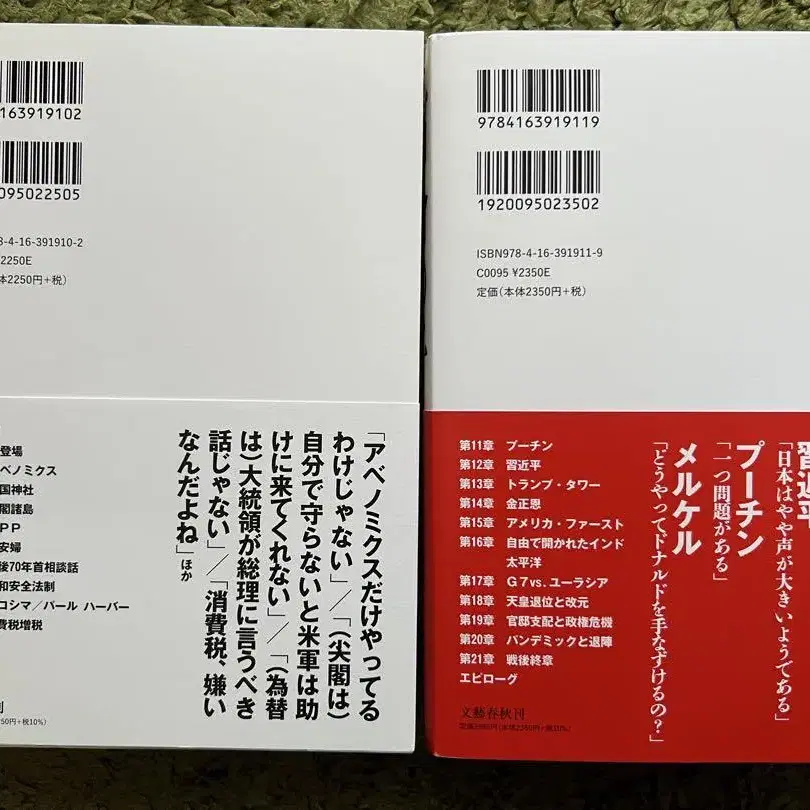 163919102
095022505
8-4-16-391910-2
2250E
本体2250円+税)
登場
ベノミクス
国神社
閣諸島
PP
安婦
後70年首相談話
和安全法制
コシマ/パール ハーバー
費税増税
「アベノミクスだけやってる
わけじゃない」/「(尖閣は)
自分で守らないと米軍は助
けに来てくれない」/「(為替
は)大統領が総理に言うべき
話じゃない」/「消費税、嫌い
なんだよね」ほか
刊
250円+税10%)
9784163919119
1920095023502
ISBN978-4-16-391911-9
C0095 ¥2350E
定価(本体2350円+税)
習近平
「日本はやや声が大きいようである」
プーチン
「一つ問題がある」
メルケル
「どうやってドナルドを手なずけるの?」
第11章 プーチン
第12章 習近平
第13章 トランプ・タワー
第14章 金正恩
第15章 アメリカ・ファースト
第16章 自由で開かれたインド
太平洋
第17章 G7vs.ユーラシア
第18章 天皇退位と改元
第19章 官邸支配と政権危機
第20章 パンデミックと退陣
第21章 戦後終章
エピローグ
文藝春秋刊